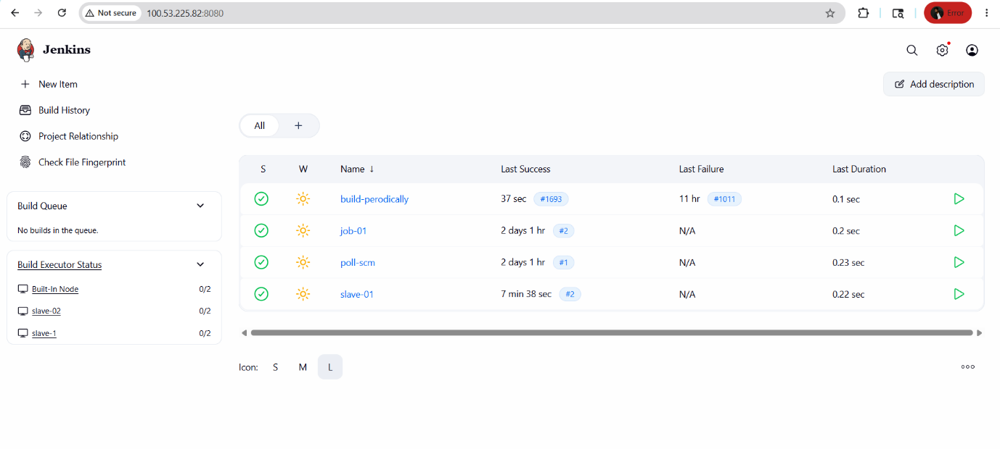 Not secure 100.53.225.82:8080 Error
Jenkins
New Item
Build History
Project Relationship
Check File Fingerprint
Build Queue
No builds in the queue.
Build Executor Status
Built-In Node 0/2
slave-02 0/2
slave-1 0/2
Add description
All +
S W Name ↓ Last Success Last Failure Last Duration
build-perodically 37 sec #1693 11 hr #1011 0.1 sec
job-01 2 days 1 hr #2 N/A 0.2 sec
poll-scm 2 days 1 hr #1 N/A 0.23 sec
slave-01 7 min 38 sec #2 N/A 0.22 sec
Icon: S M L